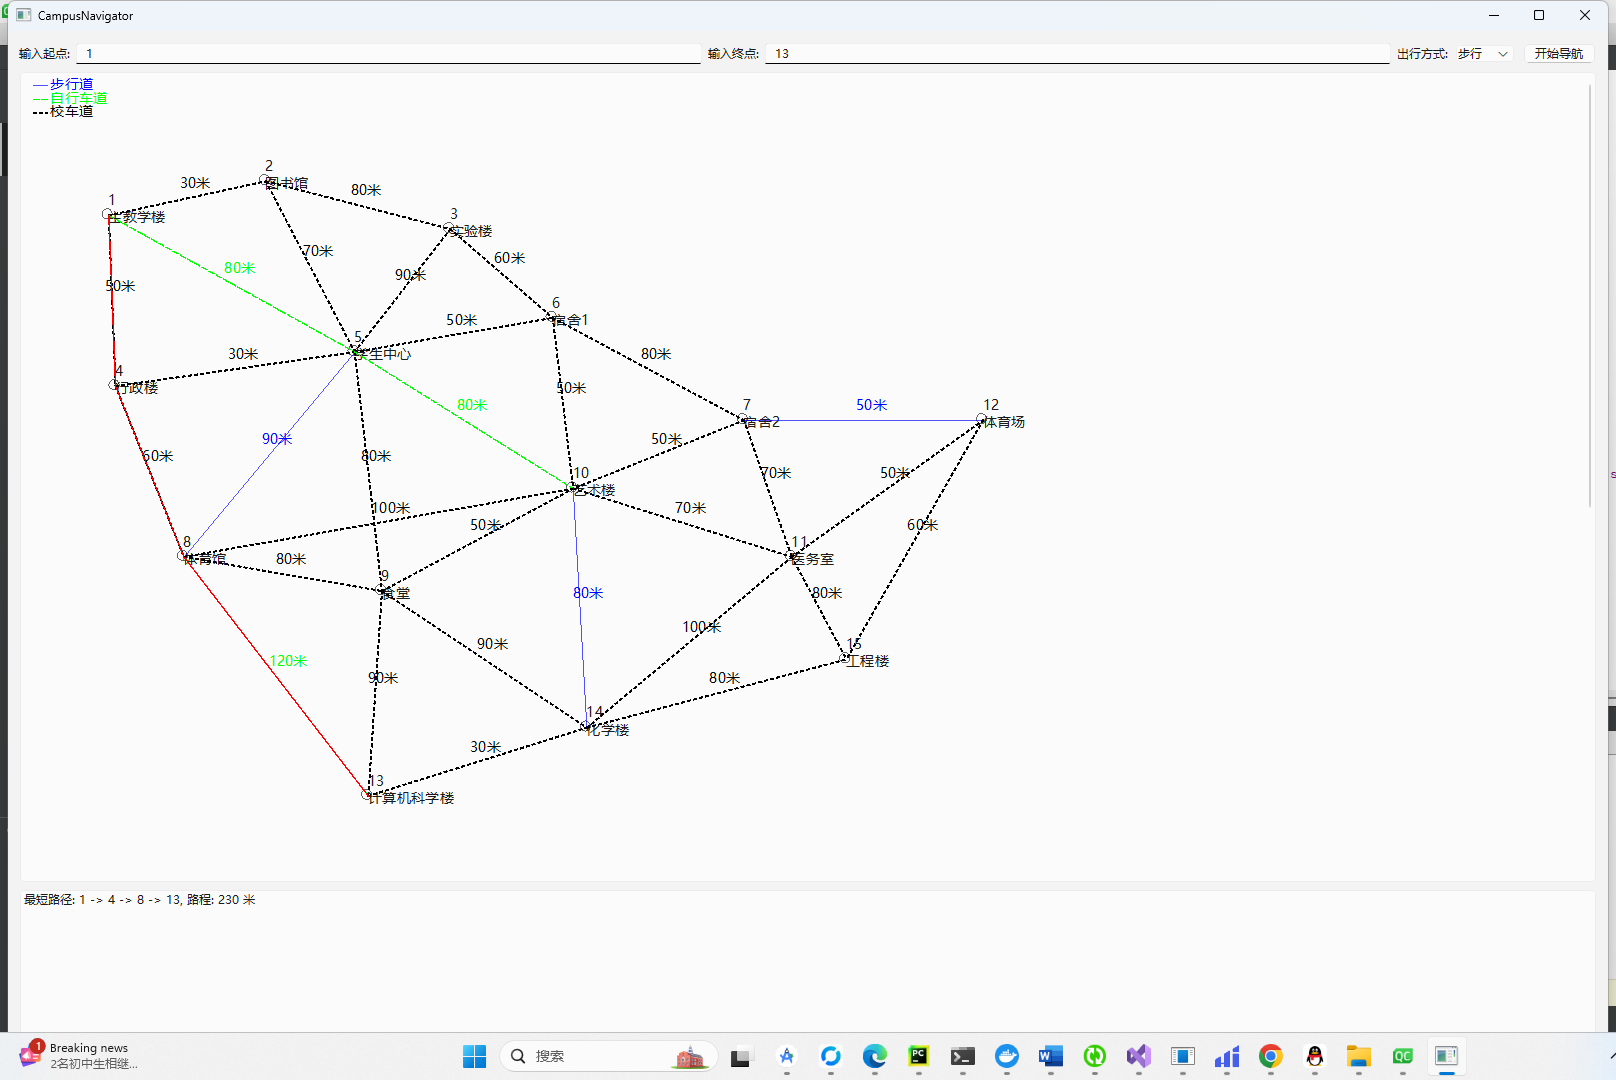 CampusNavigator
输入起点: 1 输入终点: 13 出行方式: 步行 开始导航
步行道
自行车道
校车道
2
图书馆
30米
80米
1
主教学楼
3
实验楼
70米
60米
80米
90米
50米
6
宿舍1
50米
5
学生中心
30米
80米
4
行政楼
50米
80米
7
宿舍2
50米
12
体育场
90米
50米
60米
80米
10
艺术楼
70米
50米
100米
70米
50米
60米
8
体育馆
80米
11
医务室
9
食堂
80米
80米
100米
90米
15
工程楼
120米
90米
80米
14
化学楼
30米
13
计算机科学楼
最短路径: 1 -> 4 -> 8 -> 13, 路程: 230 米
1
Breaking news
2名初中生相继...
搜索
PC
W
QC